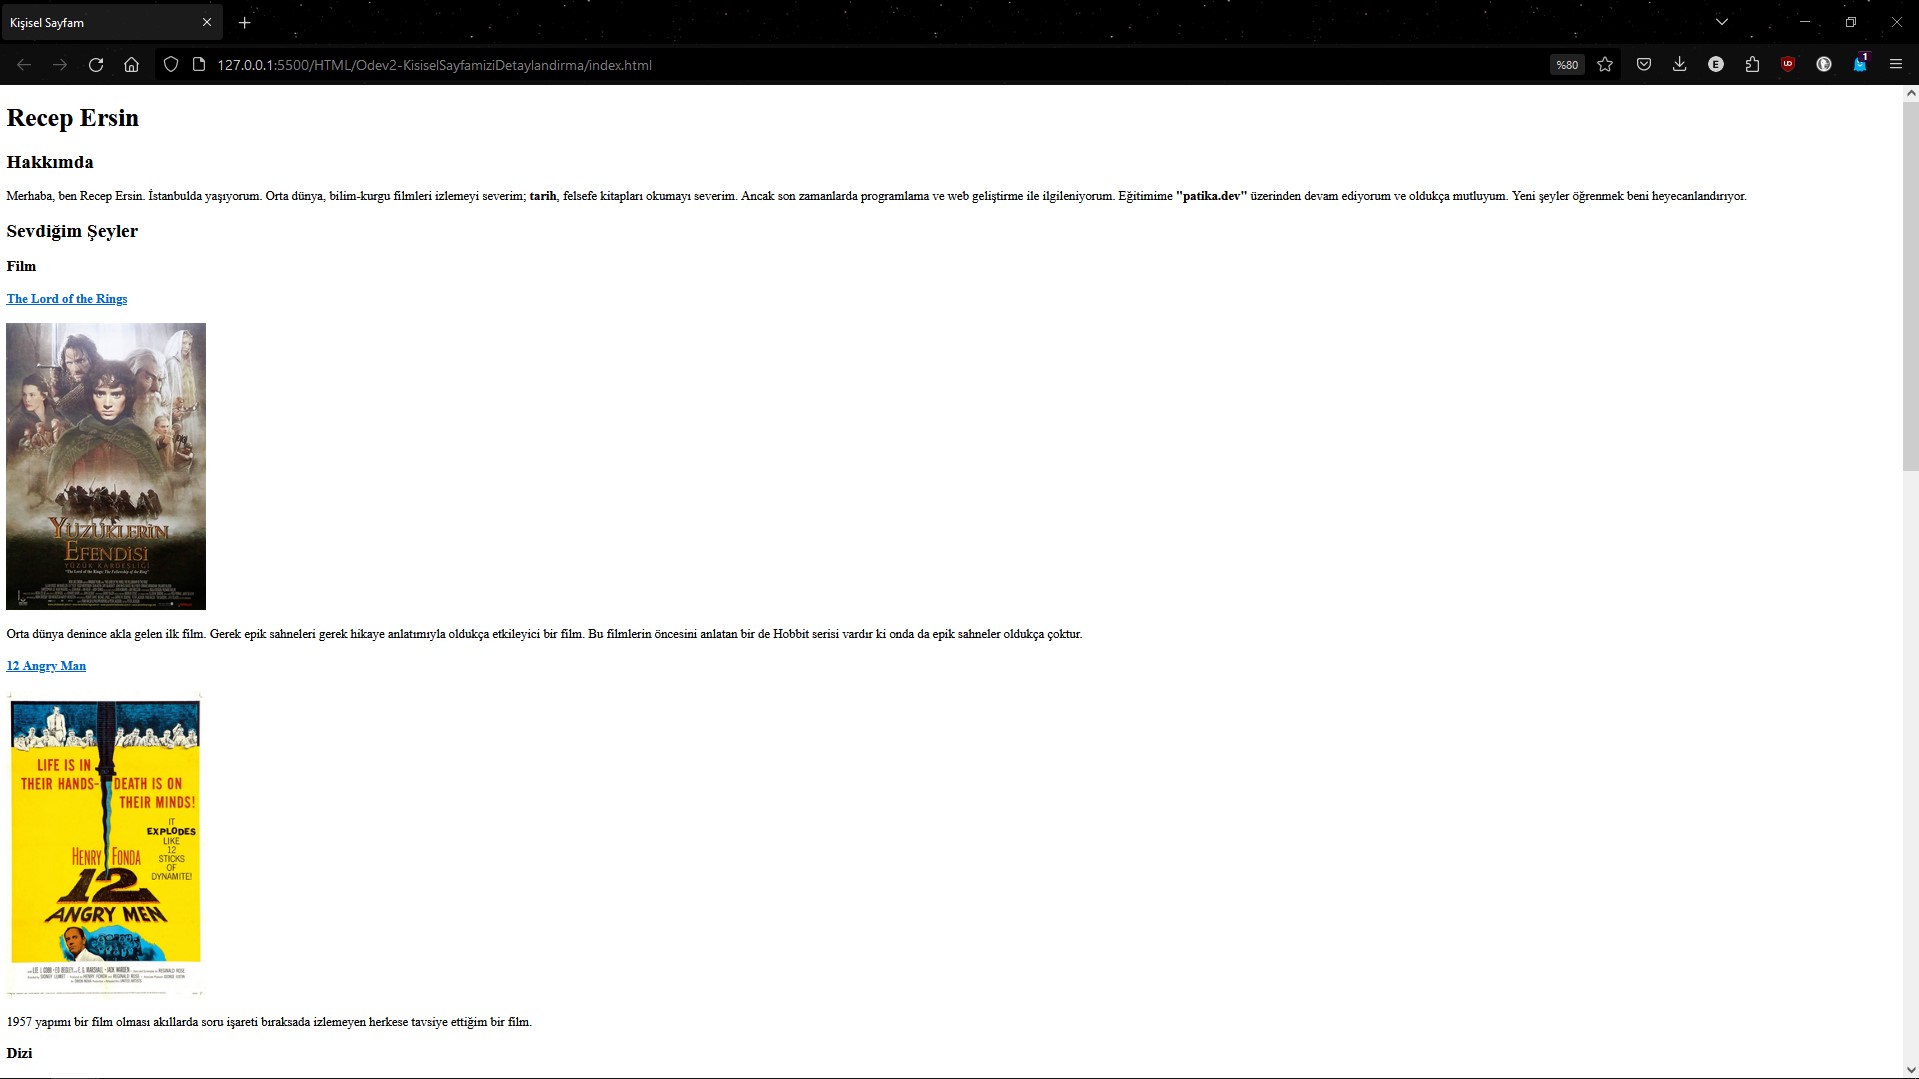 Kişisel Sayfam
127.0.0.1:5500/HTML/Odev2-KisiselSayfamiziDetaylandirma/index.html
%80
E
1
Recep Ersin
Hakkımda
Merhaba, ben Recep Ersin. İstanbulda yaşıyorum. Orta dünya, bilim-kurgu filmleri izlemeyi severim; tarih, felsefe kitapları okumayı severim. Ancak son zamanlarda programlama ve web geliştirme ile ilgileniyorum. Eğitimime "patika.dev" üzerinden devam ediyorum ve oldukça mutluyum. Yeni şeyler öğrenmek beni heyecanlandırıyor.
Sevdiğim Şeyler
Film
The Lord of the Rings
YÜZÜKLERİN
EFENDİSİ
YÜZÜK KARDEŞLİĞİ
"The Lord of the Rings: The Fellowship of the Ring"
Orta dünya denince akla gelen ilk film. Gerek epik sahneleri gerek hikaye anlatımıyla oldukça etkileyici bir film. Bu filmlerin öncesini anlatan bir de Hobbit serisi vardır ki onda da epik sahneler oldukça çoktur.
12 Angry Man
LIFE IS IN
THEIR HANDS- DEATH IS ON
THEIR MINDS!
IT
EXPLODES
LIKE
12
STICKS
OF
DYNAMITE!
HENRY FONDA
12
ANGRY MEN
LEE J. COBB · ED BEGLEY · E. G. MARSHALL · JACK WARDEN
1957 yapımı bir film olması akıllarda soru işareti bıraksada izlemeyen herkese tavsiye ettiğim bir film.
Dizi